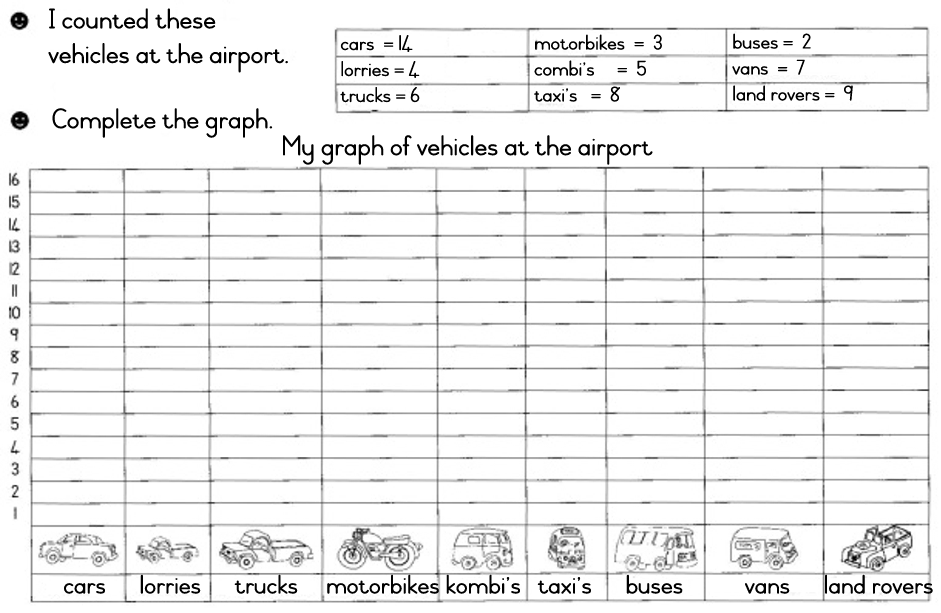 I counted these
vehicles at the airport.
cars = 14 motorbikes = 3 buses = 2
lorries = 4 combi's = 5 vans = 7
trucks = 6 taxi's = 8 land rovers = 9
Complete the graph.
My graph of vehicles at the airport
16
15
14
13
12
11
10
9
8
7
6
5
4
3
2
1
cars lorries trucks motorbikes kombi's taxi's buses vans land rovers